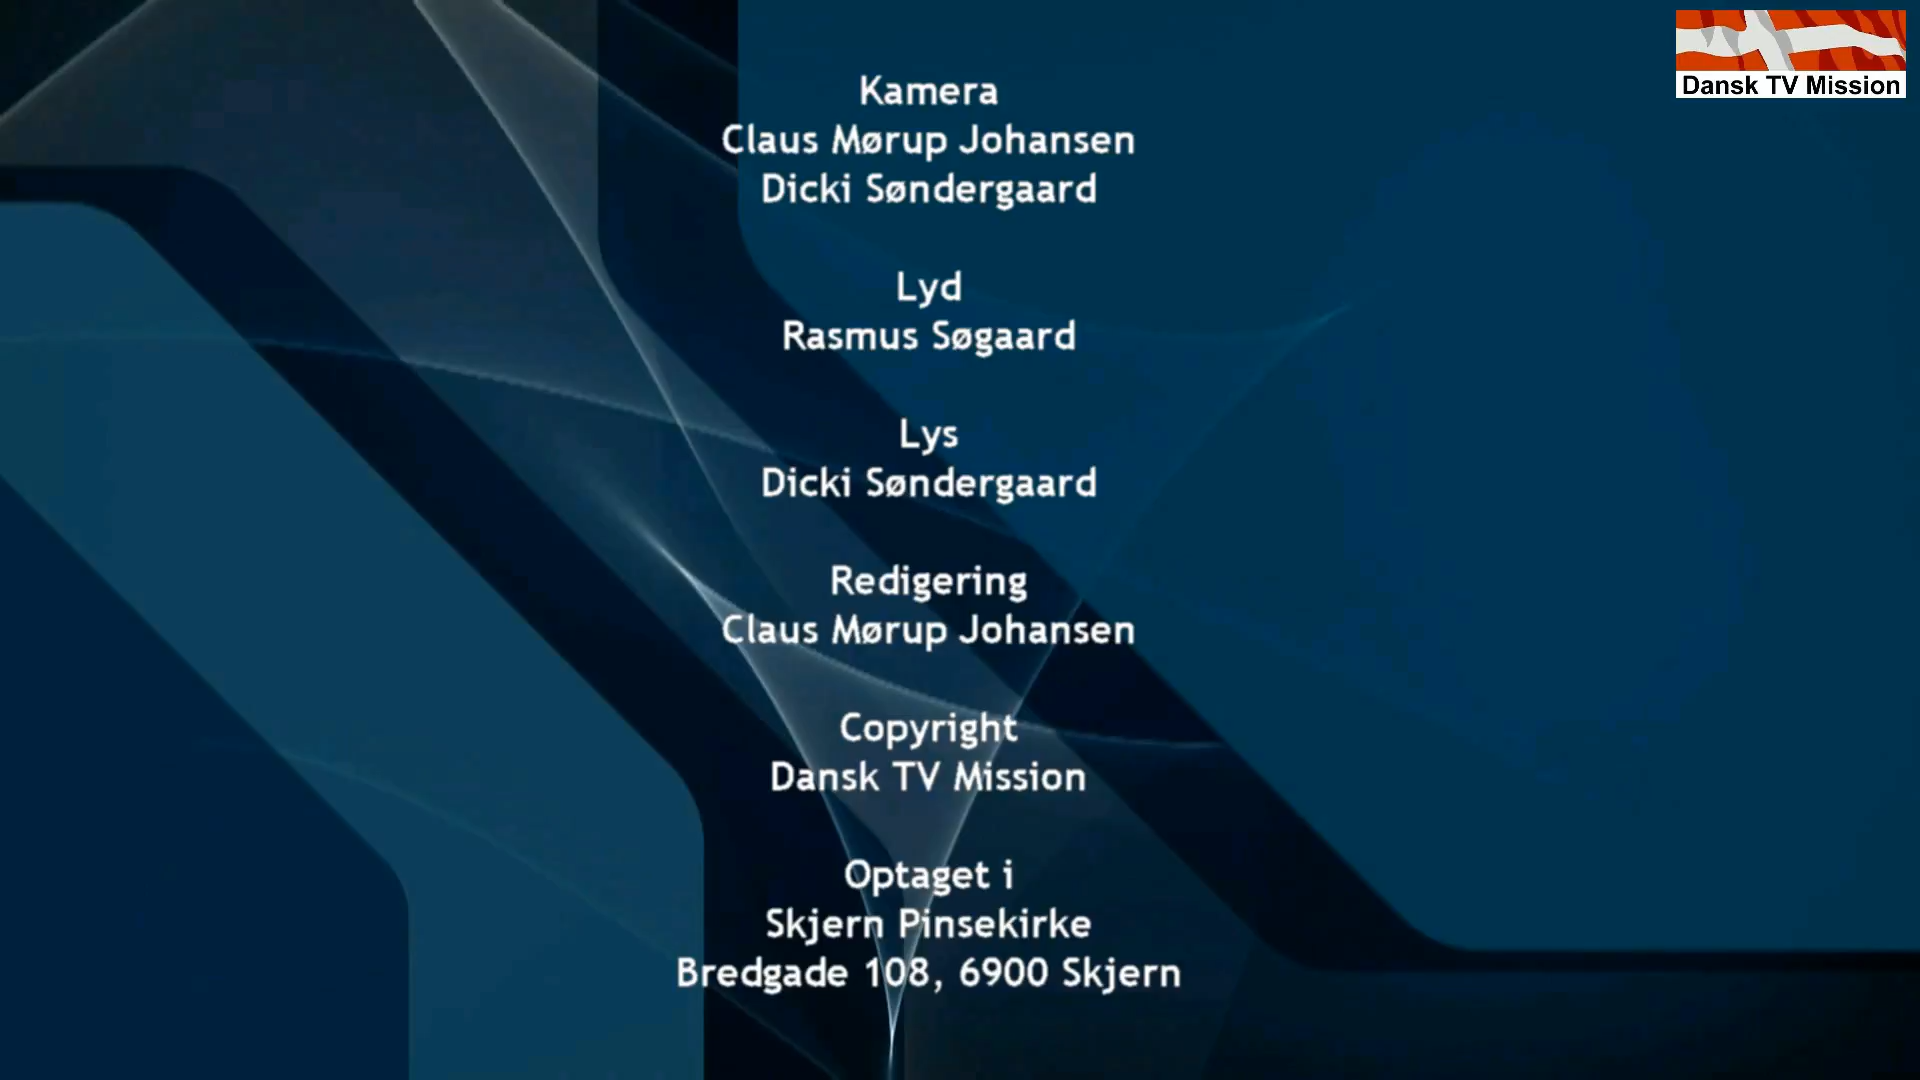 Dansk TV Mission
Kamera
Claus Mørup Johansen
Dicki Søndergaard
Lyd
Rasmus Søgaard
Lys
Dicki Søndergaard
Redigering
Claus Mørup Johansen
Copyright
Dansk TV Mission
Optaget i
Skjern Pinsekirke
Bredgade 108, 6900 Skjern